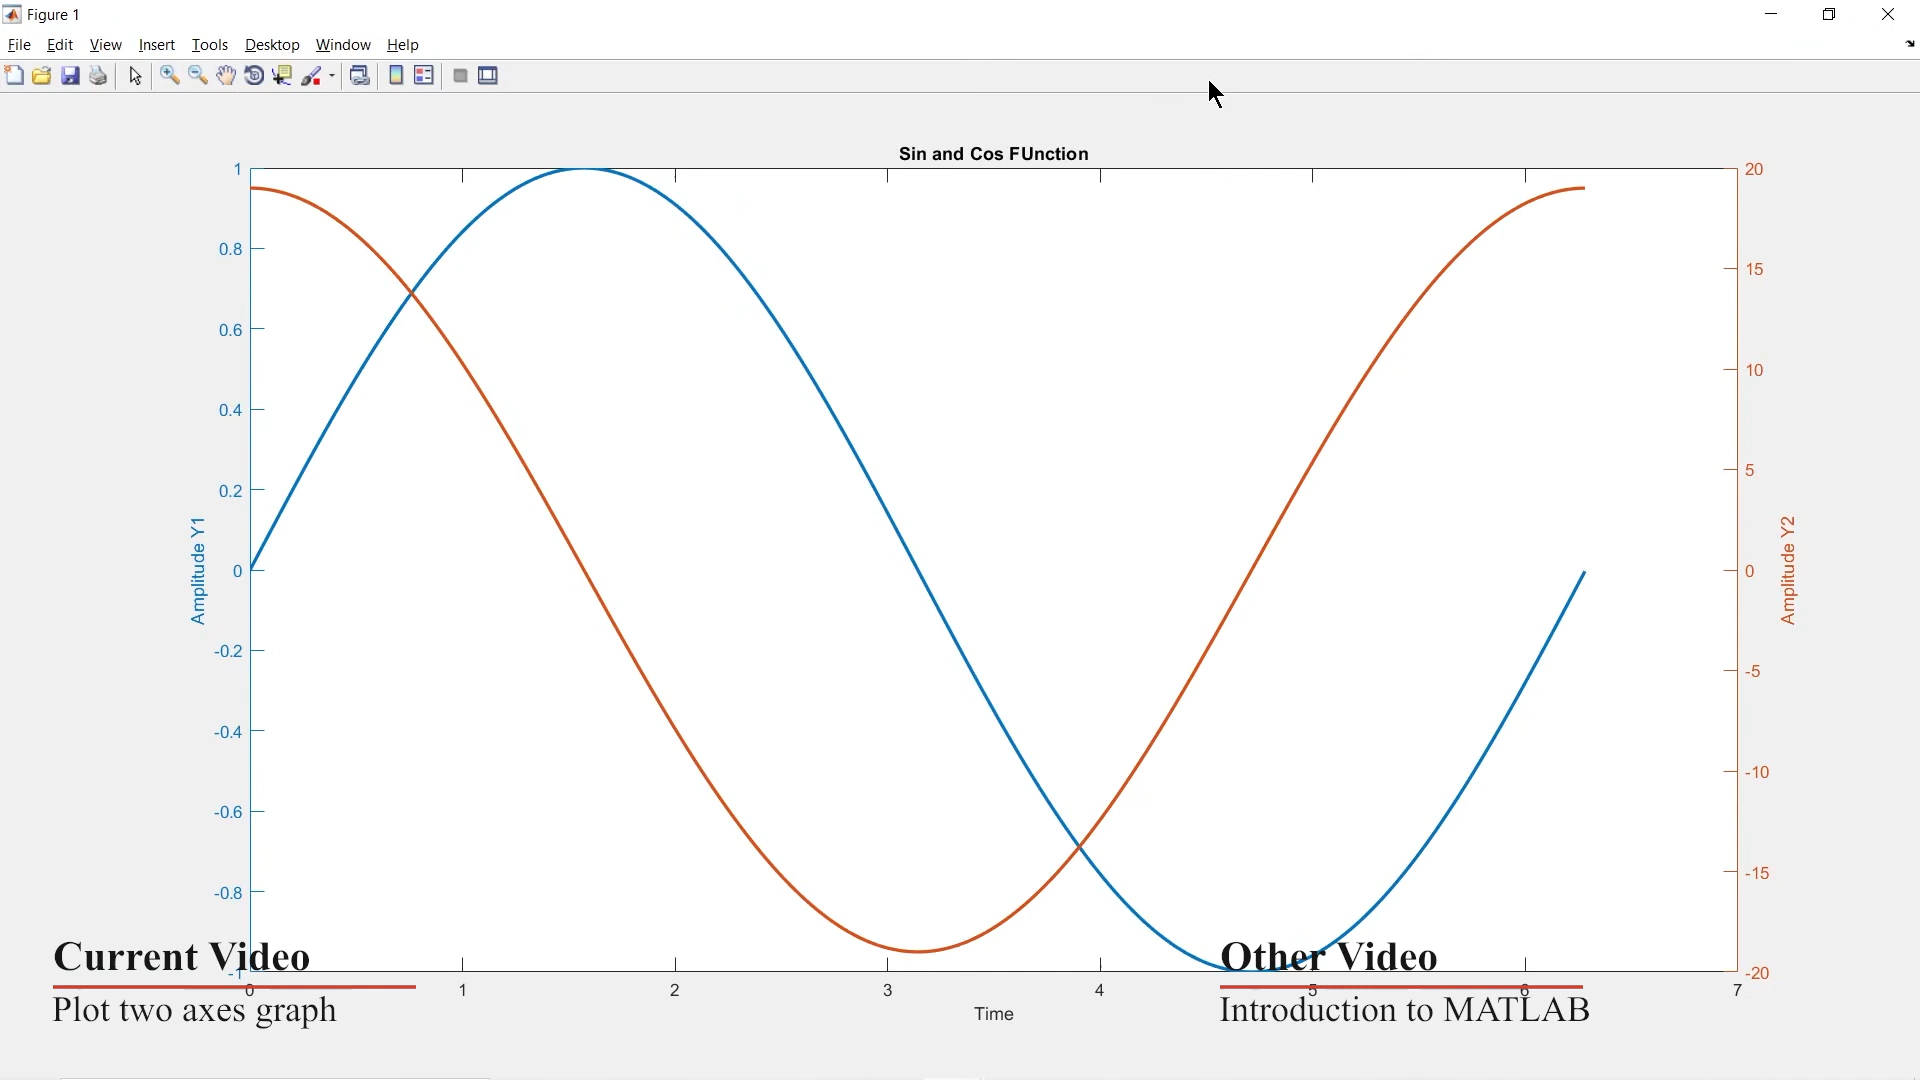 Figure 1
File Edit View Insert Tools Desktop Window Help
Sin and Cos FUnction
1
0.8
0.6
0.4
0.2
0
-0.2
-0.4
-0.6
-0.8
-1
Amplitude Y1
20
15
10
5
0
-5
-10
-15
-20
Amplitude Y2
0 1 2 3 4 5 6 7
Time
Current Video
Plot two axes graph
Other Video
Introduction to MATLAB